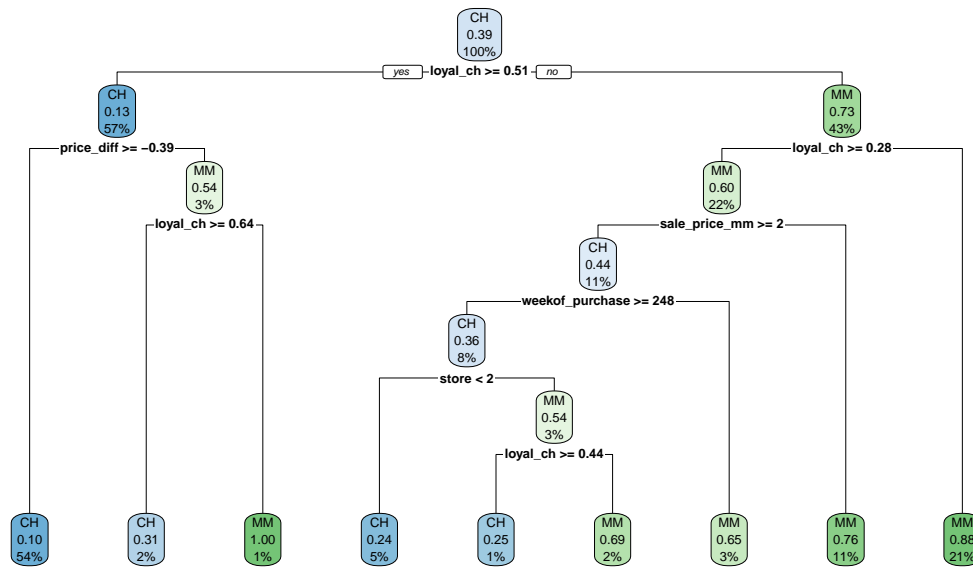 CH
0.39
100%
yes loyal_ch >= 0.51 no
CH
0.13
57%
MM
0.73
43%
price_diff >= −0.39
loyal_ch >= 0.28
MM
0.54
3%
MM
0.60
22%
loyal_ch >= 0.64
sale_price_mm >= 2
CH
0.44
11%
weekof_purchase >= 248
CH
0.36
8%
store < 2
MM
0.54
3%
loyal_ch >= 0.44
CH
0.10
54%
CH
0.31
2%
MM
1.00
1%
CH
0.24
5%
CH
0.25
1%
MM
0.69
2%
MM
0.65
3%
MM
0.76
11%
MM
0.88
21%